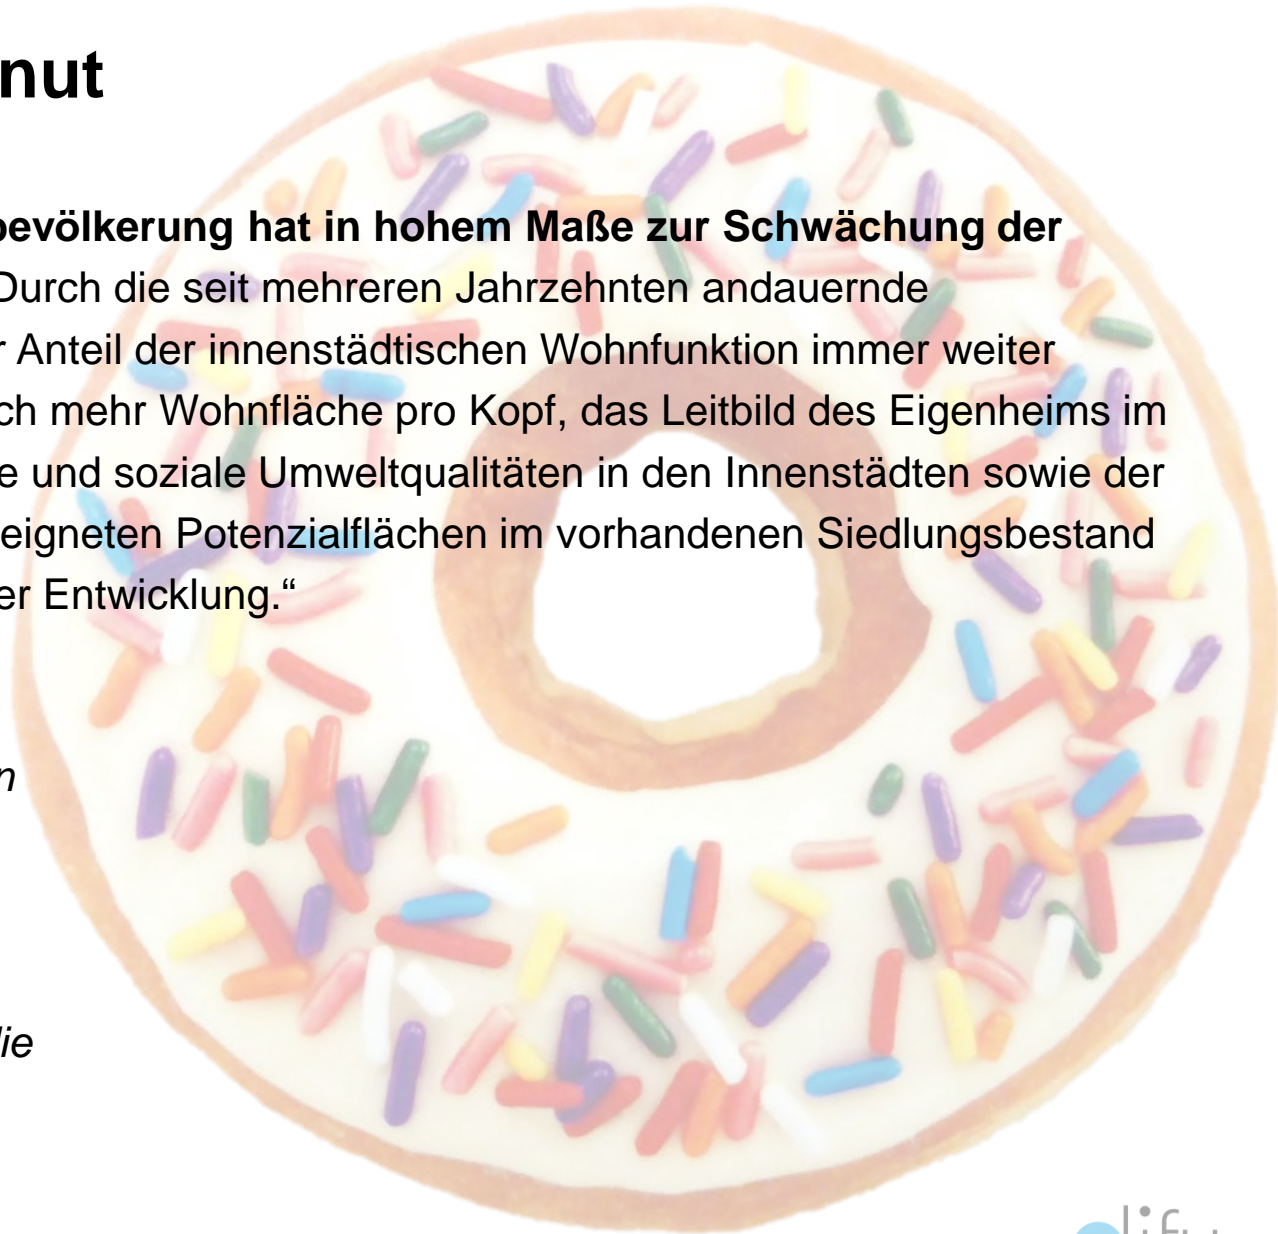 nut
bevölkerung hat in hohem Maße zur Schwächung der
Durch die seit mehreren Jahrzehnten andauernde
r Anteil der innenstädtischen Wohnfunktion immer weiter
ch mehr Wohnfläche pro Kopf, das Leitbild des Eigenheims im
e und soziale Umweltqualitäten in den Innenstädten sowie der
eigneten Potenzialflächen im vorhandenen Siedlungsbestand
er Entwicklung.“
n
lie